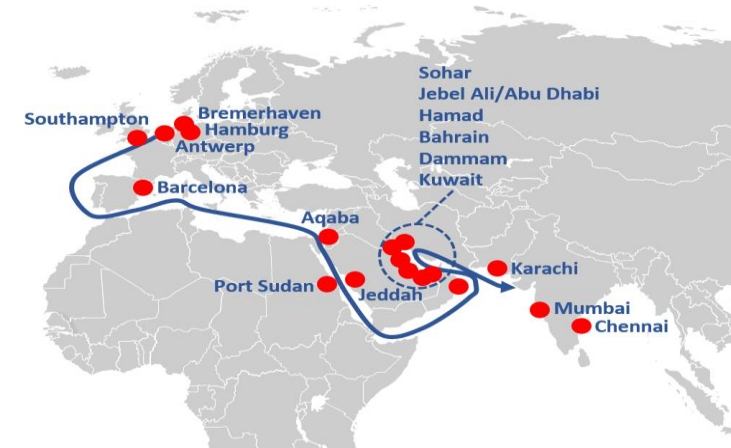 Sohar
Jebel Ali/Abu Dhabi
Hamad
Bahrain
Dammam
Kuwait
Southampton
Bremerhaven
Hamburg
Antwerp
Barcelona
Aqaba
Port Sudan
Jeddah
Karachi
Mumbai
Chennai